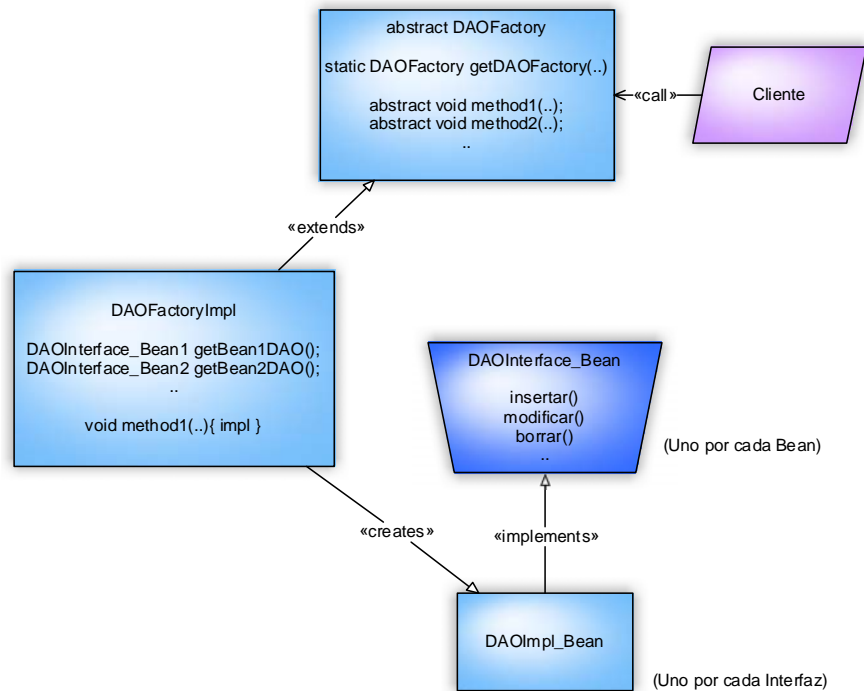 abstract DAOFactory
static DAOFactory getDAOFactory(..)
abstract void method1(..);
abstract void method2(..);
..
«call»
Cliente
«extends»
DAOFactoryImpl
DAOInterface_Bean1 getBean1DAO();
DAOInterface_Bean2 getBean2DAO();
..
void method1(..){ impl }
DAOInterface_Bean
insertar()
modificar()
borrar()
..
(Uno por cada Bean)
«creates»
«implements»
DAOImpl_Bean
(Uno por cada Interfaz)